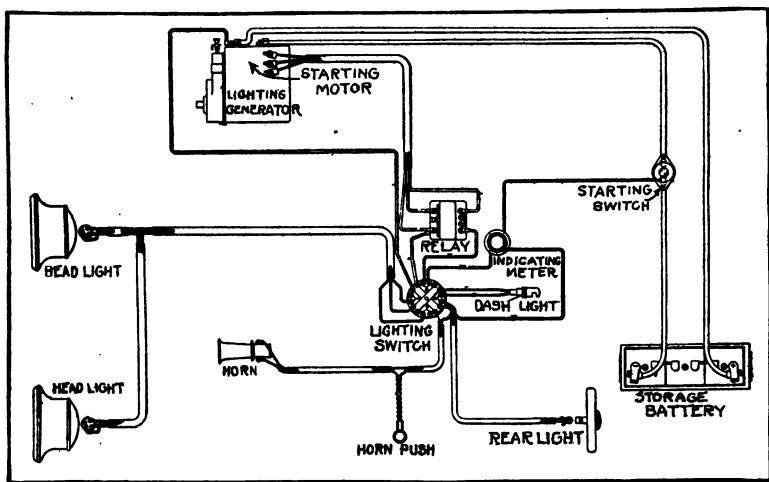 STARTING
MOTOR
LIGHTING
GENERATOR
STARTING
SWITCH
RELAY
INDICATING
METER
HEAD LIGHT
DASH LIGHT
LIGHTING
SWITCH
HORN
HEAD LIGHT
STORAGE
BATTERY
HORN PUSH
REAR LIGHT